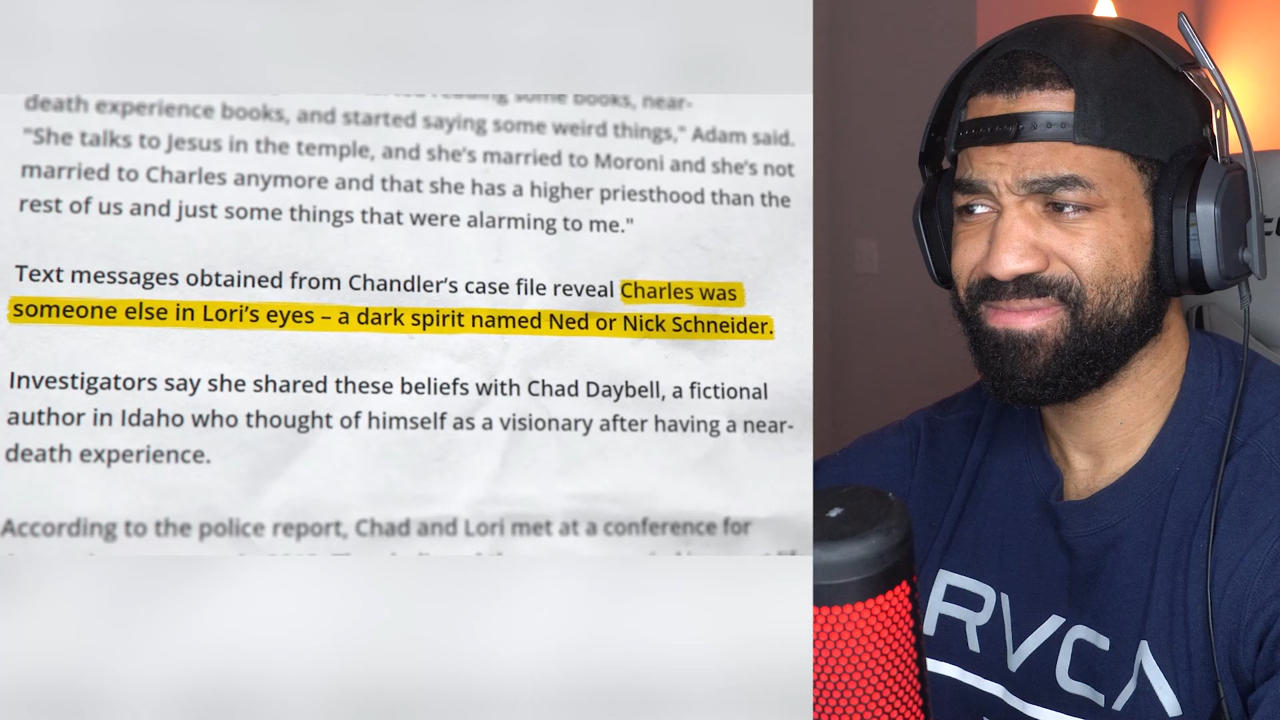 reading some books, near-
death experience books, and started saying some weird things," Adam said.
"She talks to Jesus in the temple, and she's married to Moroni and she's not
married to Charles anymore and that she has a higher priesthood than the
rest of us and just some things that were alarming to me."
Text messages obtained from Chandler's case file reveal Charles was
someone else in Lori's eyes – a dark spirit named Ned or Nick Schneider.
Investigators say she shared these beliefs with Chad Daybell, a fictional
author in Idaho who thought of himself as a visionary after having a near-
death experience.
According to the police report, Chad and Lori met at a conference for
RVCA